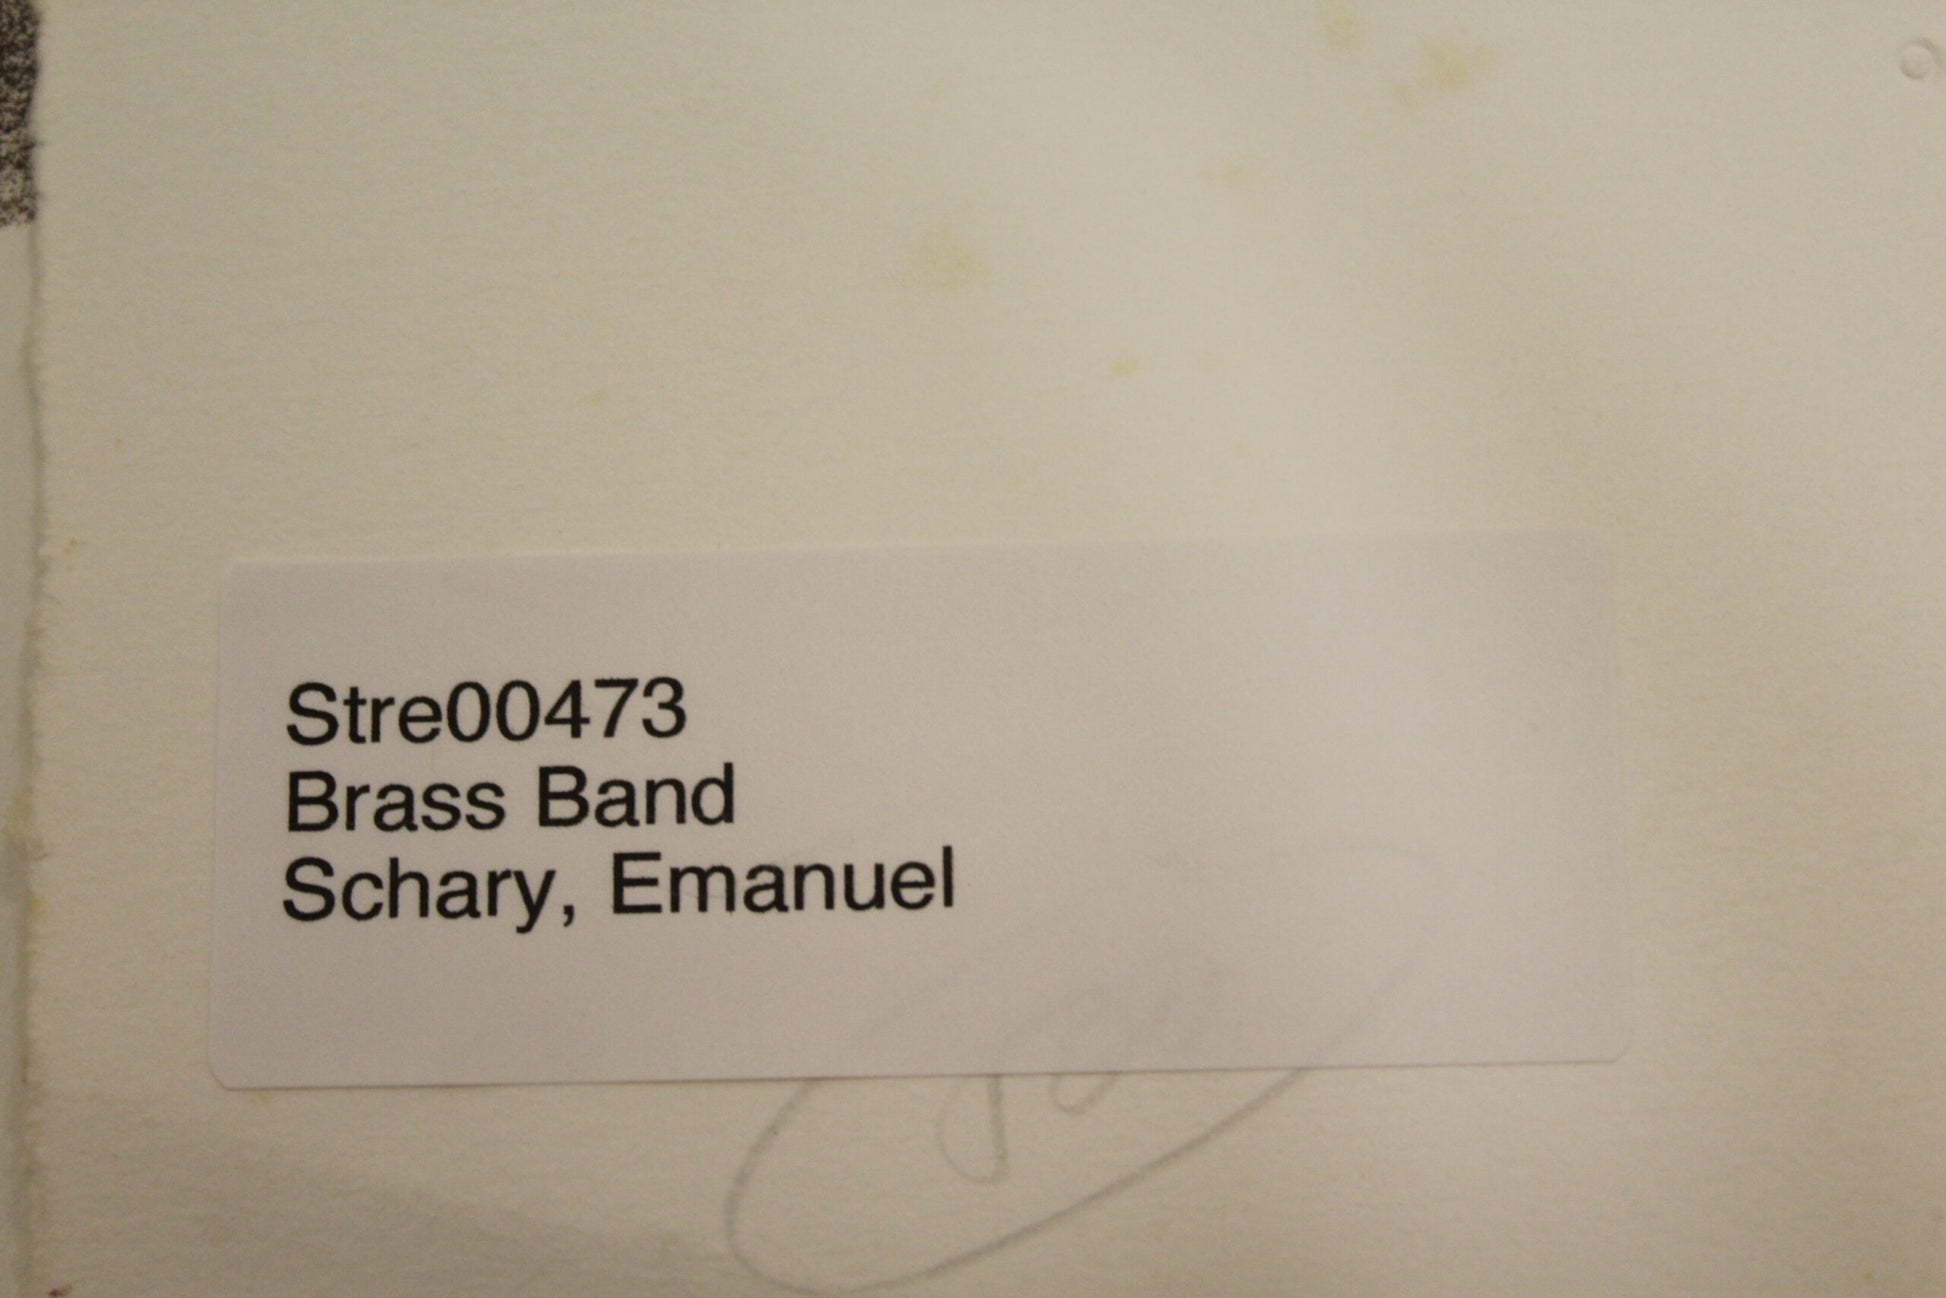 Stre00473
Brass Band
Schary, Emanuel